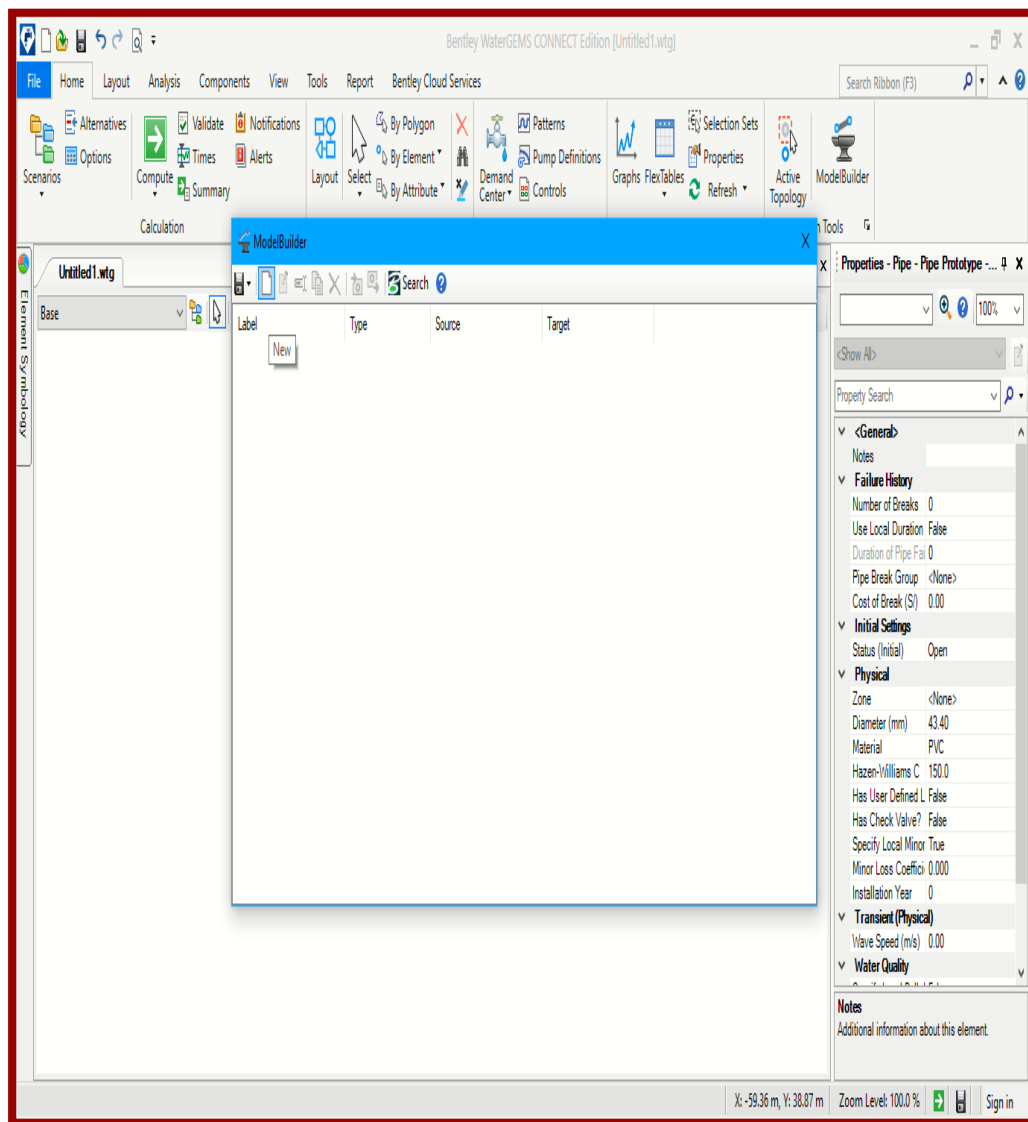 Bentley WaterGEMS CONNECT Edition [Untitled1.wtg]
File Home Layout Analysis Components View Tools Report Bentley Cloud Services Search Ribbon (F3)
Scenarios
Alternatives
Options
Compute
Validate
Times
Summary
Notifications
Alerts
Calculation
Layout
Select
By Polygon
By Element
By Attribute
Demand
Center
Patterns
Pump Definitions
Controls
Graphs
FlexTables
Selection Sets
Properties
Refresh
Active
Topology
ModelBuilder
Tools
Element Symbology
Untitled1.wtg
Base
ModelBuilder
Search
Label Type Source Target
New
Properties - Pipe - Pipe Prototype -...
100%
<Show All>
Property Search
<General>
Notes
Failure History
Number of Breaks 0
Use Local Duration False
Duration of Pipe Fai 0
Pipe Break Group <None>
Cost of Break ($/) 0.00
Initial Settings
Status (Initial) Open
Physical
Zone <None>
Diameter (mm) 43.40
Material PVC
Hazen-Williams C 150.0
Has User Defined L False
Has Check Valve? False
Specify Local Minor True
Minor Loss Coeffici 0.000
Installation Year 0
Transient (Physical)
Wave Speed (m/s) 0.00
Water Quality
Notes
Additional information about this element.
X: -59.36 m, Y: 38.87 m Zoom Level: 100.0 % Sign in